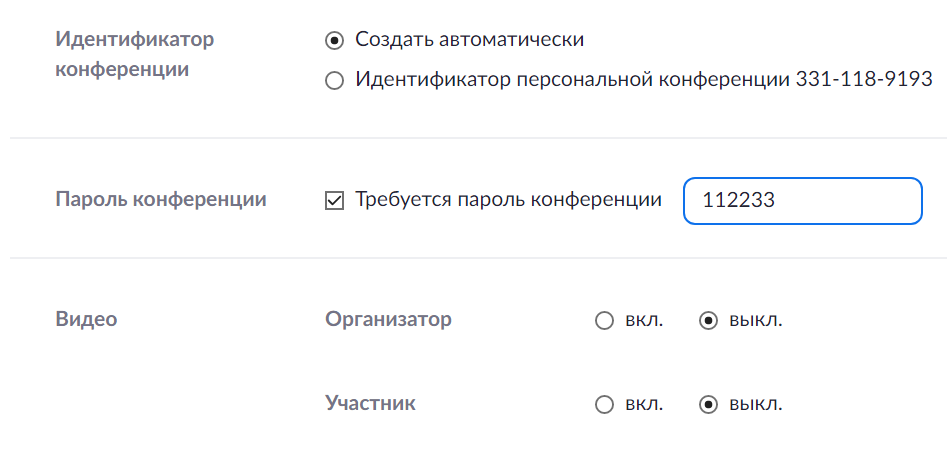 Идентификатор конференции
Создать автоматически
Идентификатор персональной конференции 331-118-9193
Пароль конференции
Требуется пароль конференции
112233
Видео
Организатор
вкл.
выкл.
Участник
вкл.
выкл.